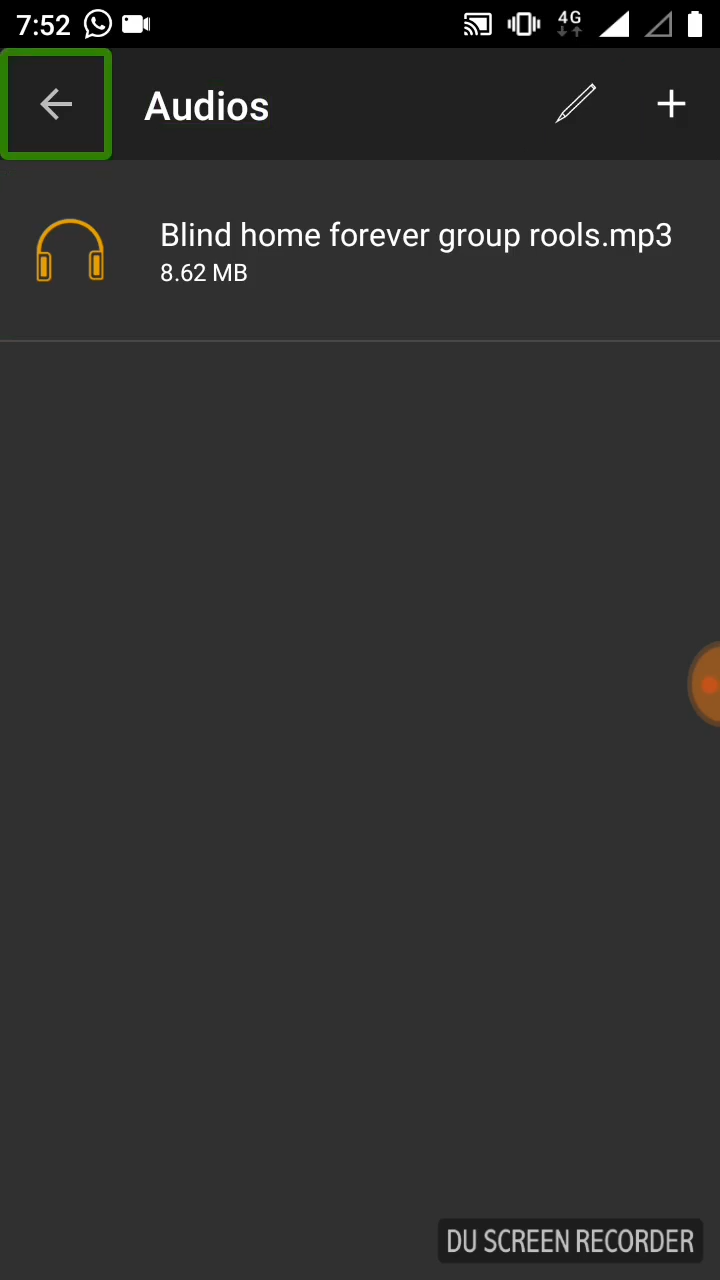 7:52
4G
Audios
Blind home forever group rools.mp3
8.62 MB
DU SCREEN RECORDER